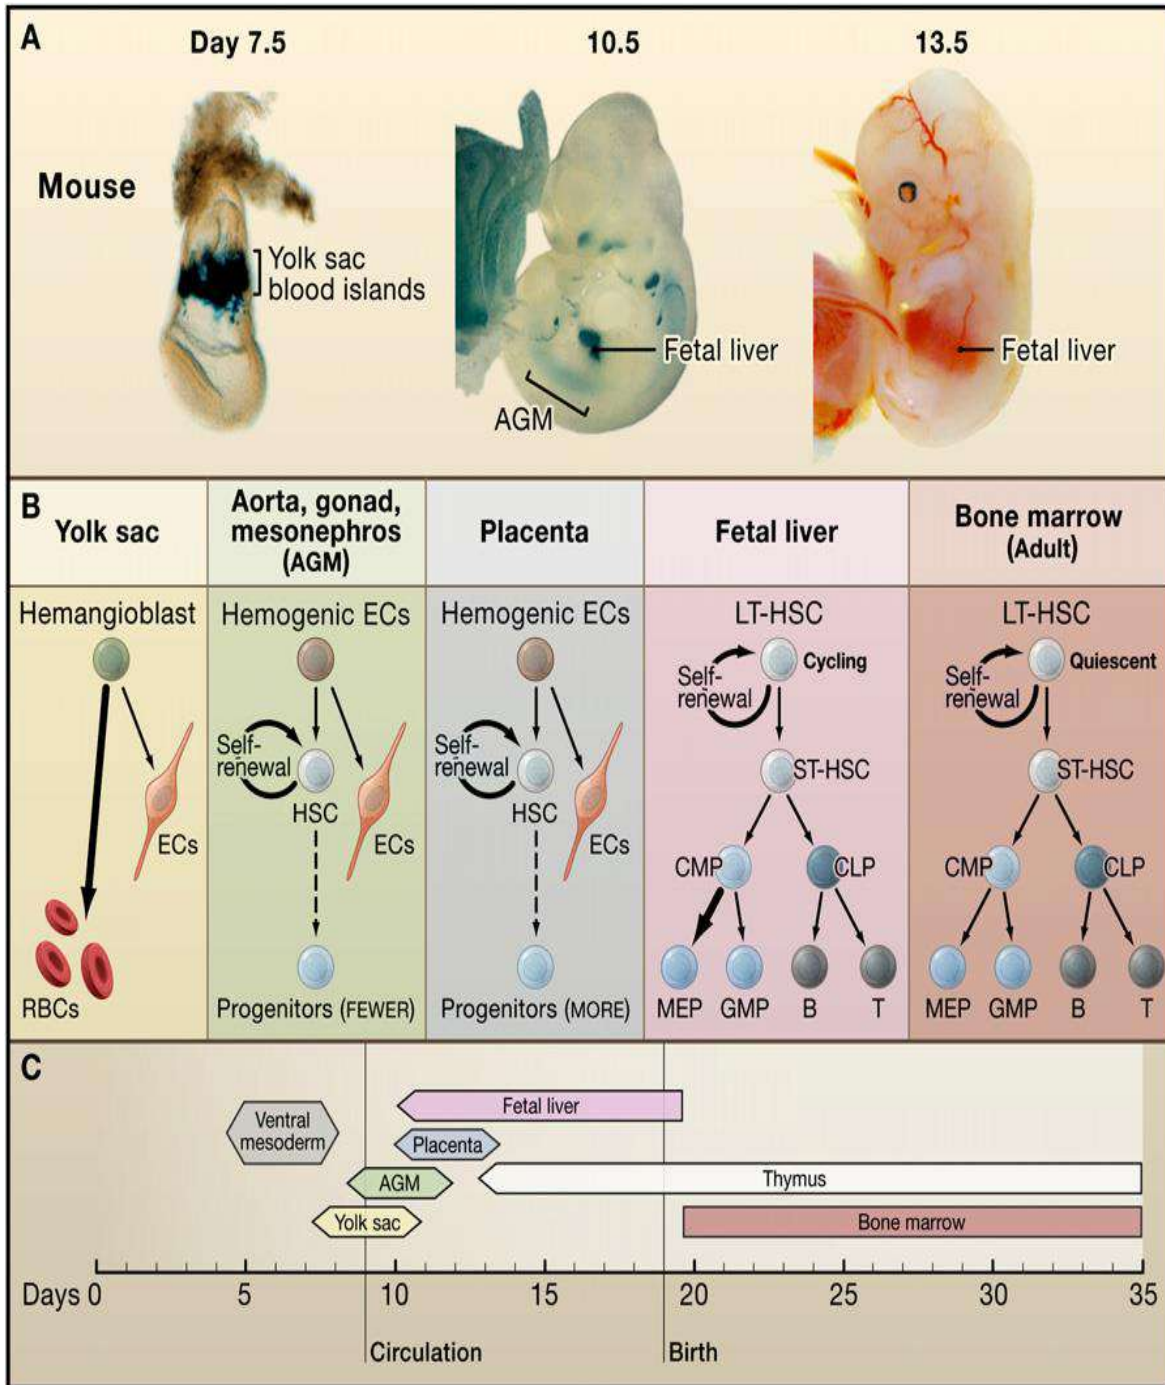 A
Day 7.5
10.5
13.5
Mouse
Yolk sac
blood islands
Fetal liver
AGM
Fetal liver
B
Yolk sac
Aorta, gonad,
mesonephros
(AGM)
Placenta
Fetal liver
Bone marrow
(Adult)
Hemangioblast
ECs
RBCs
Hemogenic ECs
Self-
renewal
HSC
ECs
Progenitors (FEWER)
Hemogenic ECs
Self-
renewal
HSC
ECs
Progenitors (MORE)
LT-HSC
Cycling
Self-
renewal
ST-HSC
CMP
CLP
MEP
GMP
B
T
LT-HSC
Quiescent
Self-
renewal
ST-HSC
CMP
CLP
MEP
GMP
B
T
C
Ventral
mesoderm
Fetal liver
Placenta
AGM
Thymus
Yolk sac
Bone marrow
Days 0 5 10 15 20 25 30 35
Circulation
Birth